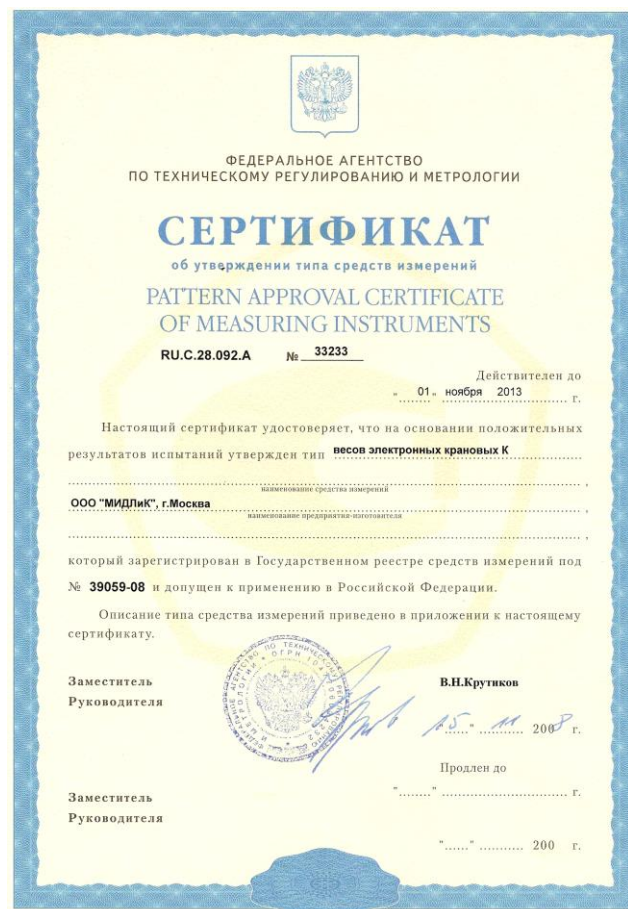 ФЕДЕРАЛЬНОЕ АГЕНТСТВО
ПО ТЕХНИЧЕСКОМУ РЕГУЛИРОВАНИЮ И МЕТРОЛОГИИ
СЕРТИФИКАТ
об утверждении типа средств измерений
PATTERN APPROVAL CERTIFICATE
OF MEASURING INSTRUMENTS
RU.C.28.092.A № 33233
Действителен до
" 01 " ноября 2013 г.
Настоящий сертификат удостоверяет, что на основании положительных
результатов испытаний утвержден тип весов электронных крановых К
наименование средства измерений
ООО "МИДЛиК", г.Москва
наименование предприятия-изготовителя
который зарегистрирован в Государственном реестре средств измерений под
№ 39059-08 и допущен к применению в Российской Федерации.
Описание типа средства измерений приведено в приложении к настоящему
сертификату.
Заместитель В.Н.Крутиков
Руководителя
"15" 11 2008 г.
Продлен до
"........" ............................. г.
Заместитель
Руководителя
"......" ........... 200 г.